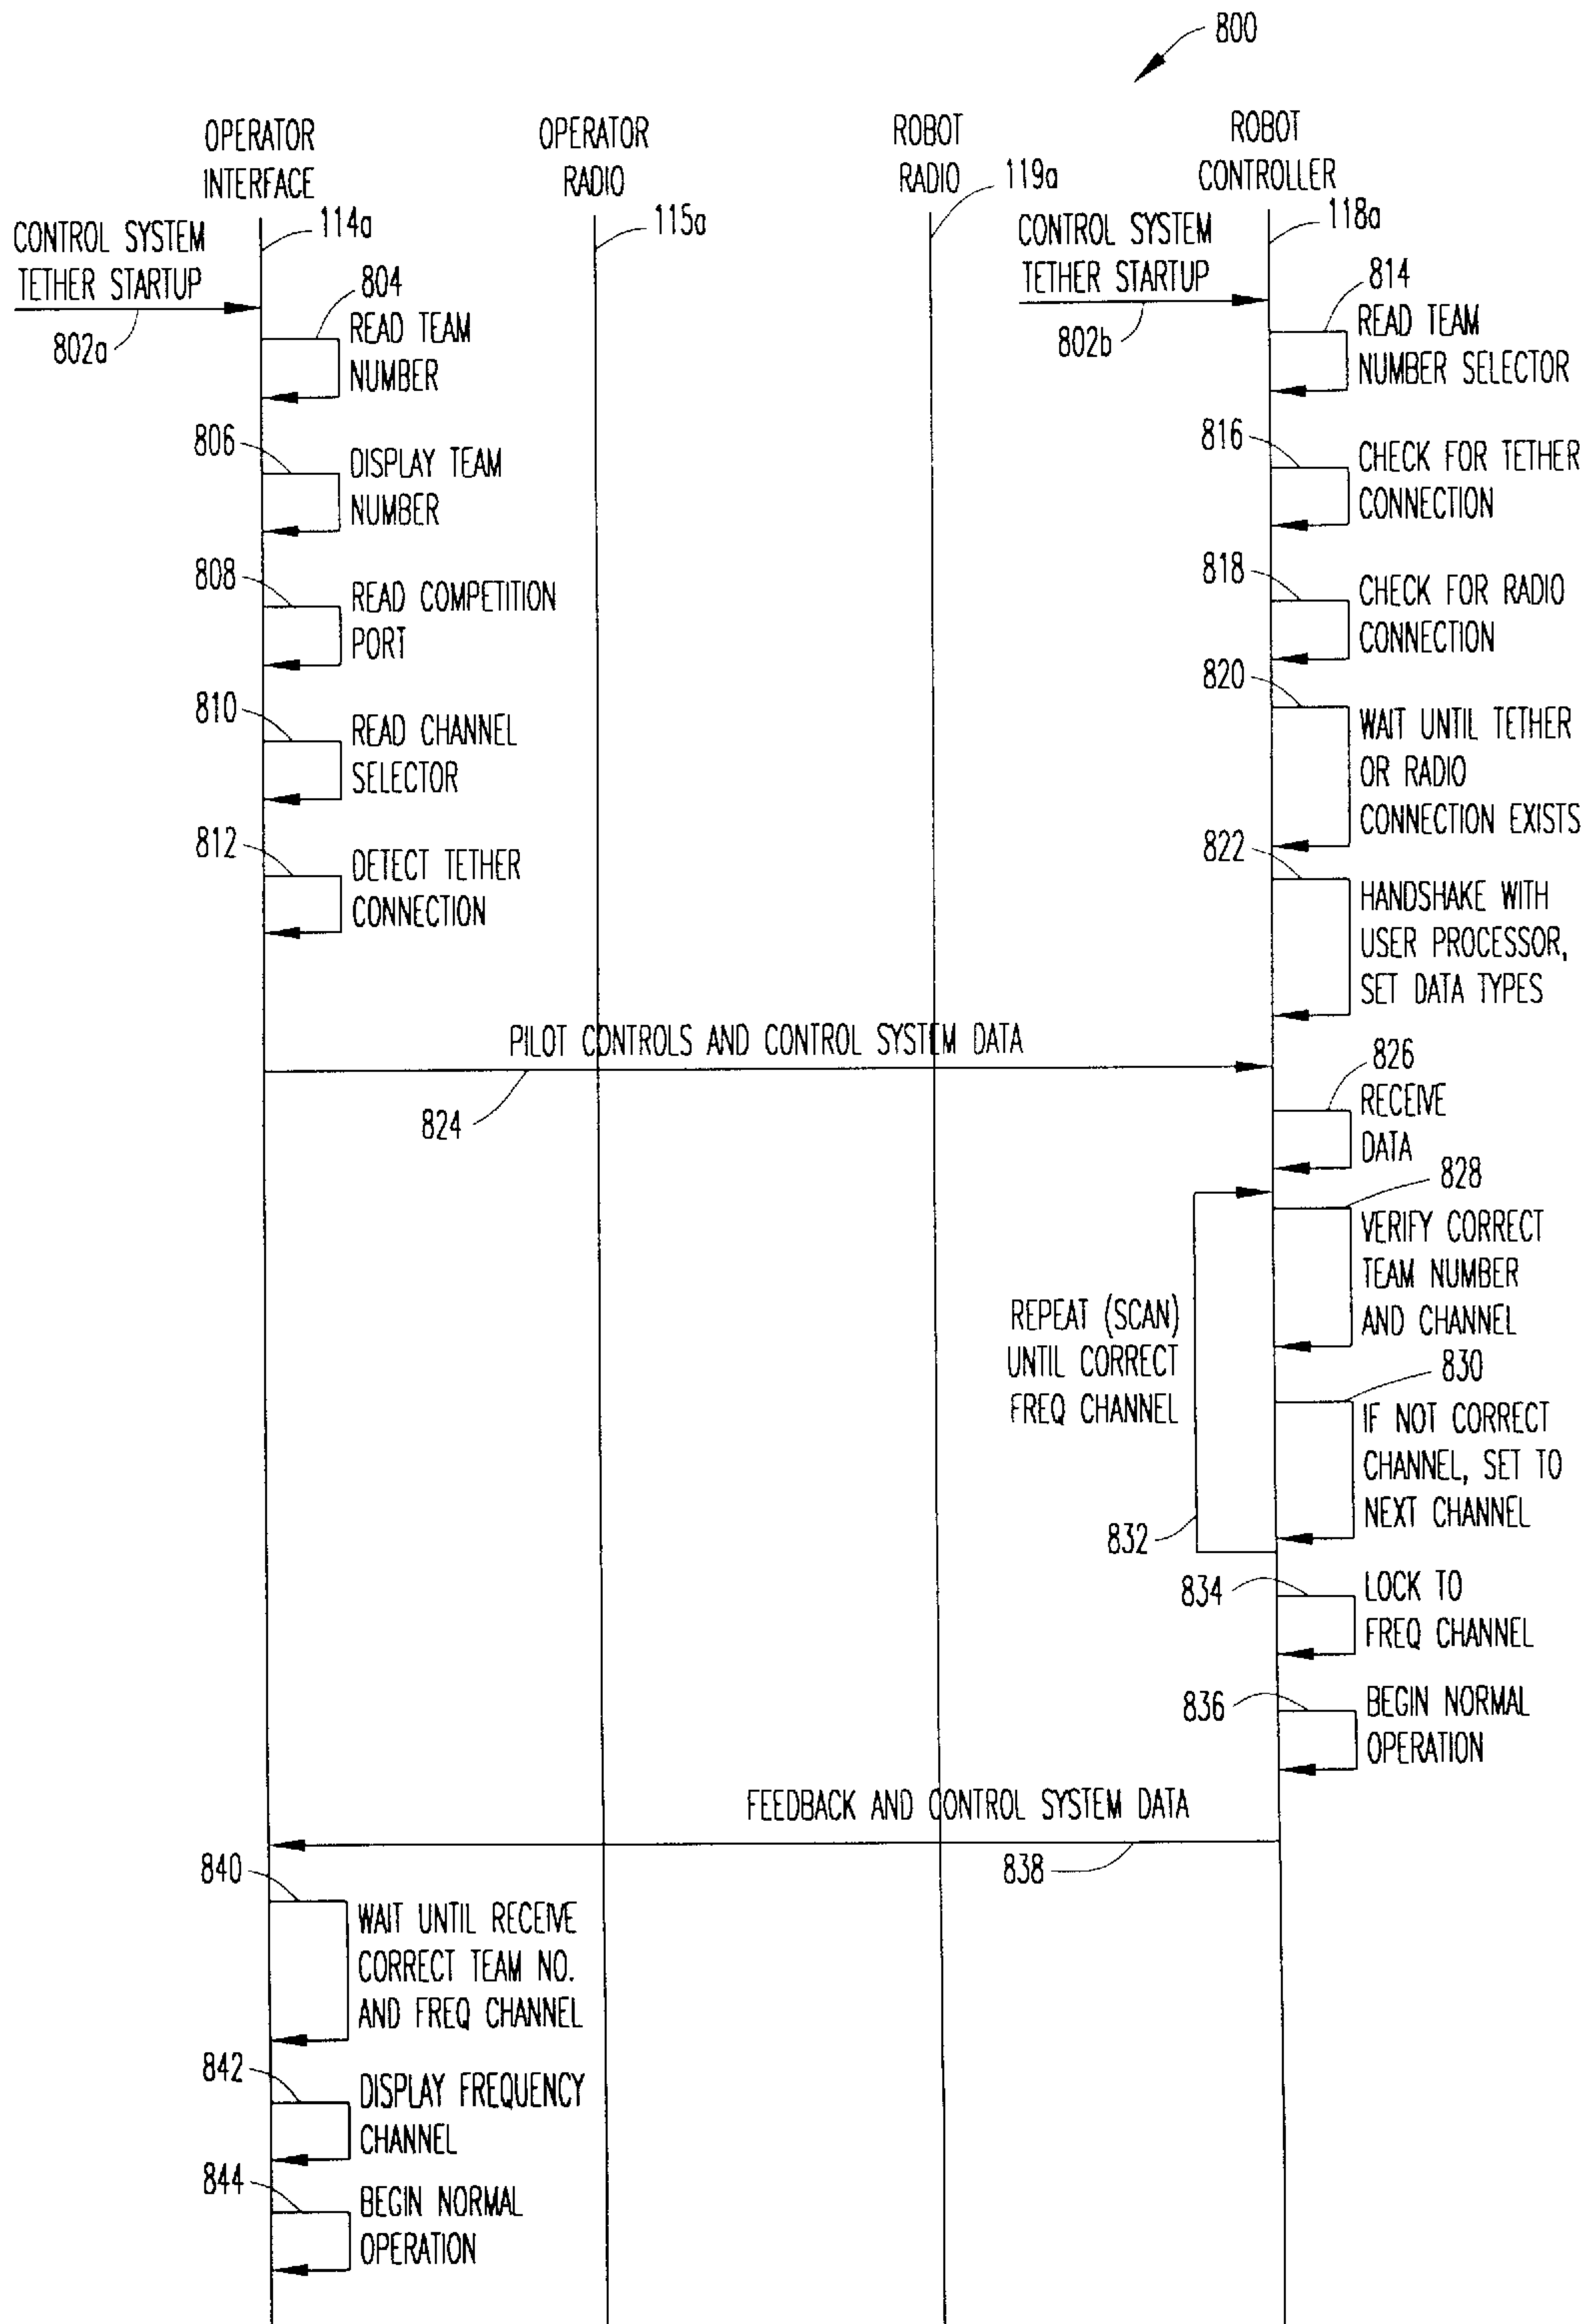 800
OPERATOR
INTERFACE
OPERATOR
RADIO
ROBOT
RADIO
ROBOT
CONTROLLER
114a
115a
119a
118a
CONTROL SYSTEM
TETHER STARTUP
802a
CONTROL SYSTEM
TETHER STARTUP
802b
804
READ TEAM
NUMBER
814
READ TEAM
NUMBER SELECTOR
806
DISPLAY TEAM
NUMBER
816
CHECK FOR TETHER
CONNECTION
808
READ COMPETITION
PORT
818
CHECK FOR RADIO
CONNECTION
810
READ CHANNEL
SELECTOR
820
WAIT UNTIL TETHER
OR RADIO
CONNECTION EXISTS
812
DETECT TETHER
CONNECTION
822
HANDSHAKE WITH
USER PROCESSOR,
SET DATA TYPES
PILOT CONTROLS AND CONTROL SYSTEM DATA
824
826
RECEIVE
DATA
828
VERIFY CORRECT
TEAM NUMBER
AND CHANNEL
REPEAT (SCAN)
UNTIL CORRECT
FREQ CHANNEL
832
830
IF NOT CORRECT
CHANNEL, SET TO
NEXT CHANNEL
834
LOCK TO
FREQ CHANNEL
836
BEGIN NORMAL
OPERATION
FEEDBACK AND CONTROL SYSTEM DATA
838
840
WAIT UNTIL RECEIVE
CORRECT TEAM NO.
AND FREQ CHANNEL
842
DISPLAY FREQUENCY
CHANNEL
844
BEGIN NORMAL
OPERATION